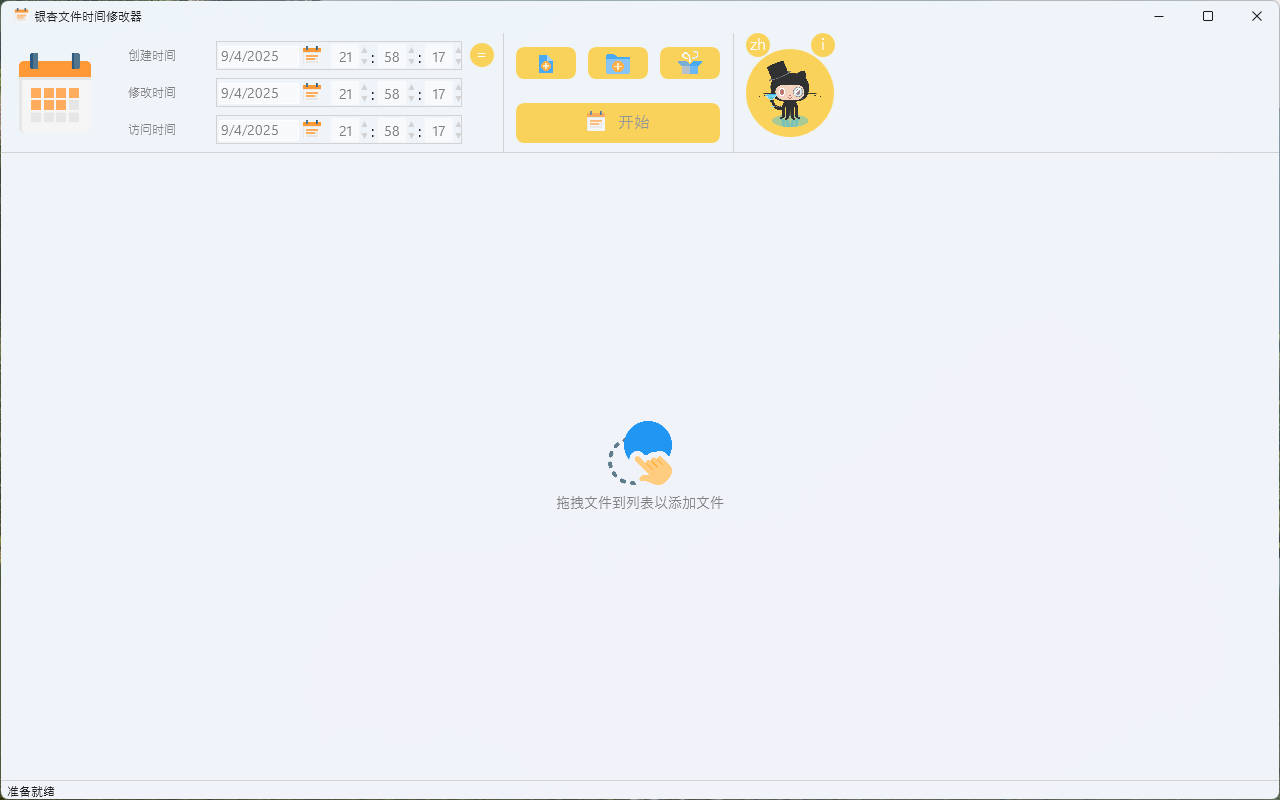 银杏文件时间修改器
创建时间 9/4/2025 21 : 58 : 17 =
修改时间 9/4/2025 21 : 58 : 17
访问时间 9/4/2025 21 : 58 : 17
开始
zh i
拖拽文件到列表以添加文件
准备就绪